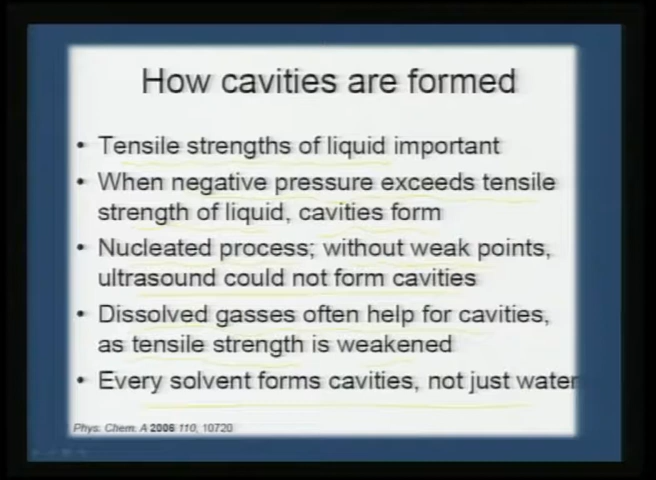 How cavities are formed
• Tensile strengths of liquid important
• When negative pressure exceeds tensile
strength of liquid, cavities form
• Nucleated process; without weak points,
ultrasound could not form cavities
• Dissolved gasses often help for cavities,
as tensile strength is weakened
• Every solvent forms cavities, not just water
Phys. Chem. A 2006 110, 10720